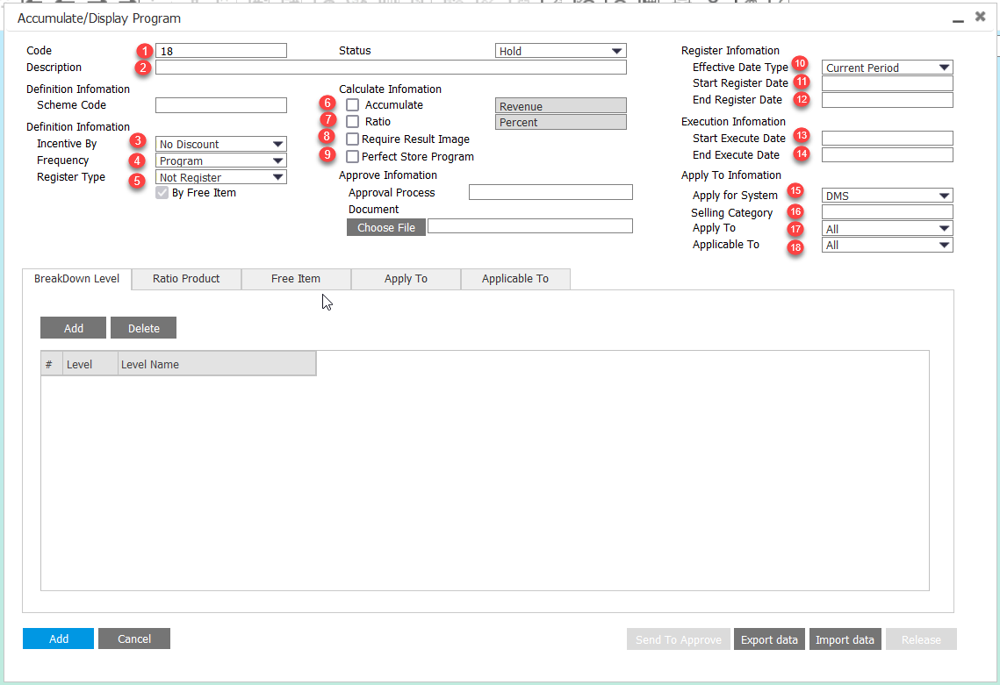 Accumulate/Display Program
Code 1 18 Status Hold
Description 2
Definition Infomation
Scheme Code
Definition Infomation
Incentive By 3 No Discount
Frequency 4 Program
Register Type 5 Not Register
By Free Item
Calculate Infomation
6 Accumulate Revenue
7 Ratio Percent
8 Require Result Image
9 Perfect Store Program
Approve Infomation
Approval Process
Document
Choose File
Register Infomation
Effective Date Type 10 Current Period
Start Register Date 11
End Register Date 12
Execution Infomation
Start Execute Date 13
End Execute Date 14
Apply To Infomation
Apply for System 15 DMS
Selling Category 16
Apply To 17 All
Applicable To 18 All
BreakDown Level Ratio Product Free Item Apply To Applicable To
Add Delete
# Level Level Name
Add Cancel Send To Approve Export data Import data Release